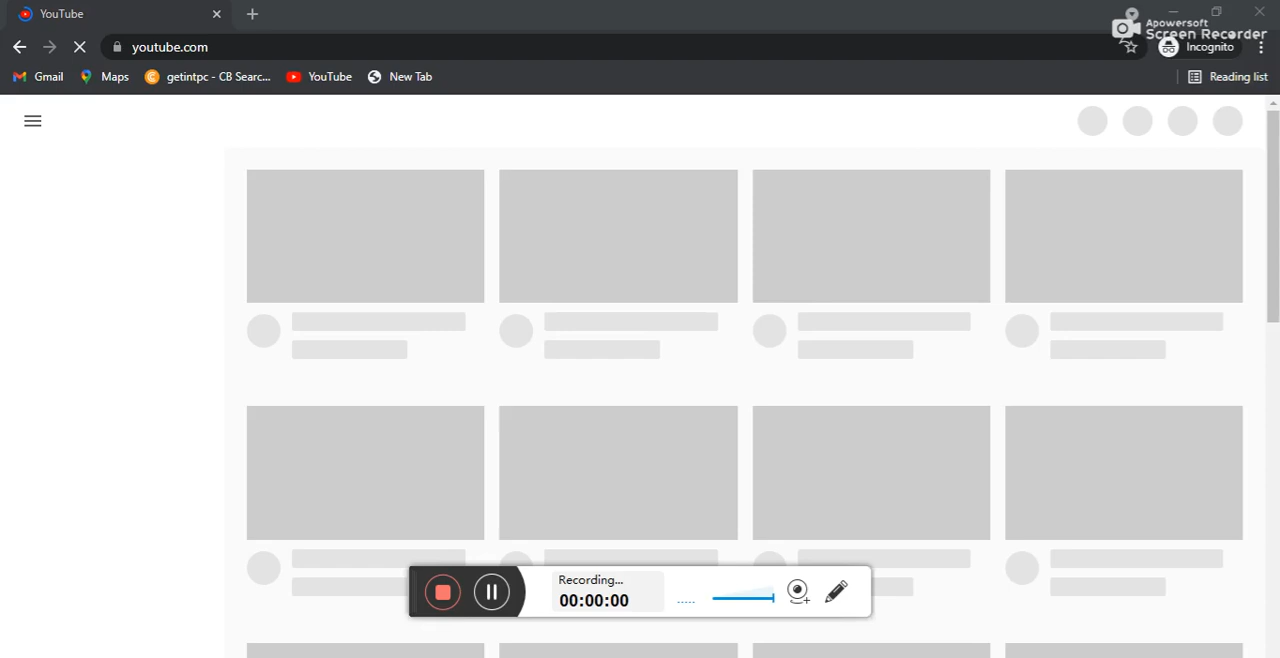 YouTube
Apowersoft
Screen Recorder
youtube.com
Incognito
Gmail
Maps
getintpc - CB Searc...
YouTube
New Tab
Reading list
Recording...
00:00:00